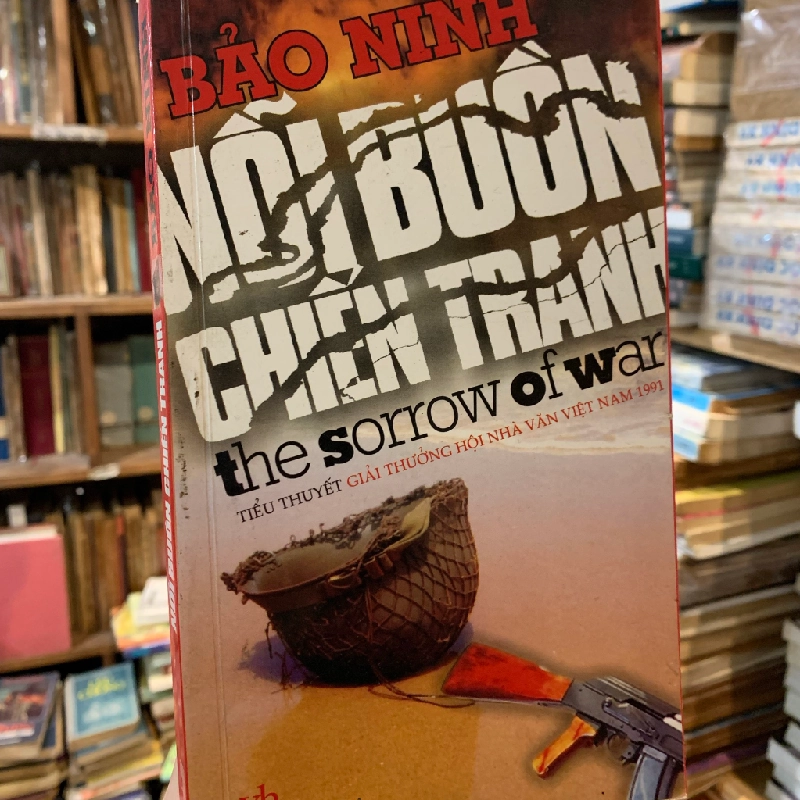 BẢO NINH
NỖI BUỒN
CHIẾN TRANH
the sorrow of war
TIỂU THUYẾT GIẢI THƯỞNG HỘI NHÀ VĂN VIỆT NAM 1991